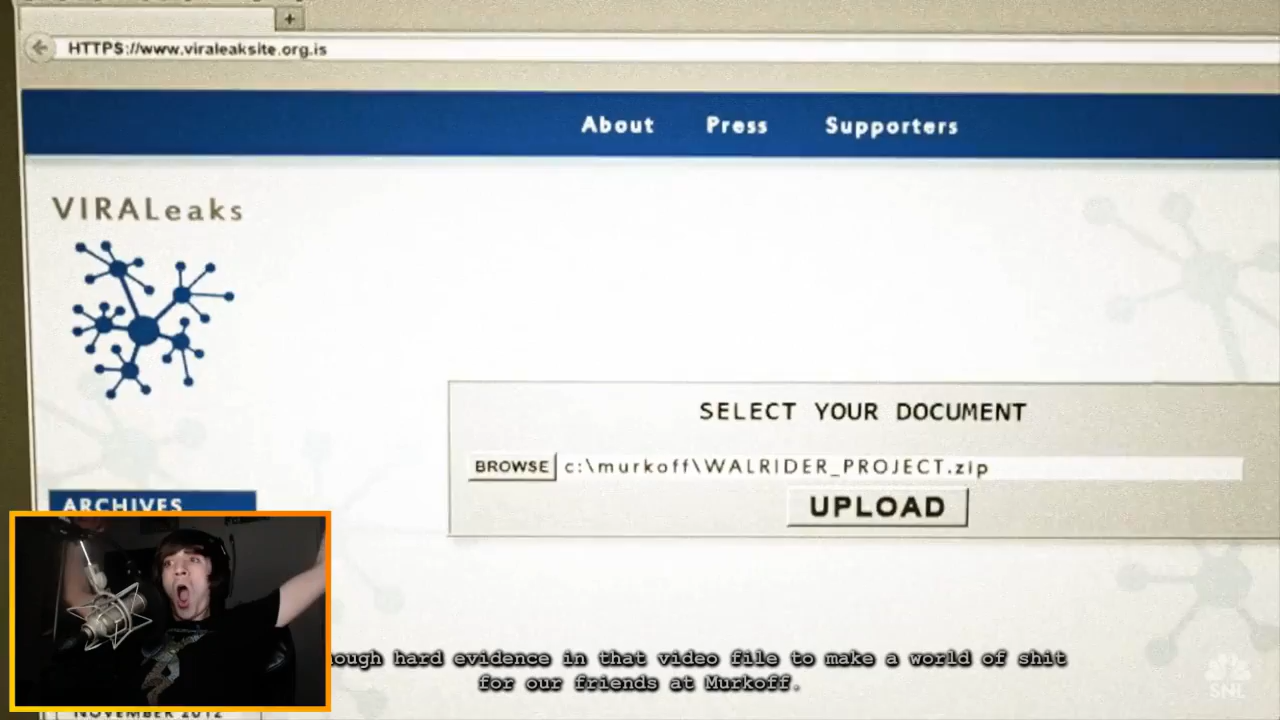 +
HTTPS://www.viraleaksite.org.is
About Press Supporters
VIRALeaks
SELECT YOUR DOCUMENT
BROWSE c:\murkoff\WALRIDER_PROJECT.zip
UPLOAD
ARCHIVES
hard evidence in that video file to make a world of shit
for our friends at Murkoff.
NOVEMBER 2012
SNL